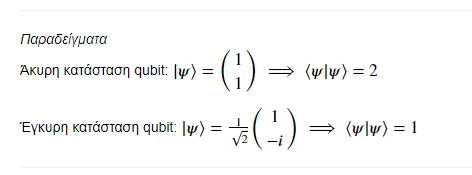 Παραδείγματα
Άκυρη κατάσταση qubit: |ψ⟩ = (1 1) ⟹ ⟨ψ|ψ⟩ = 2
Έγκυρη κατάσταση qubit: |ψ⟩ = 1/√2 (1 -i) ⟹ ⟨ψ|ψ⟩ = 1